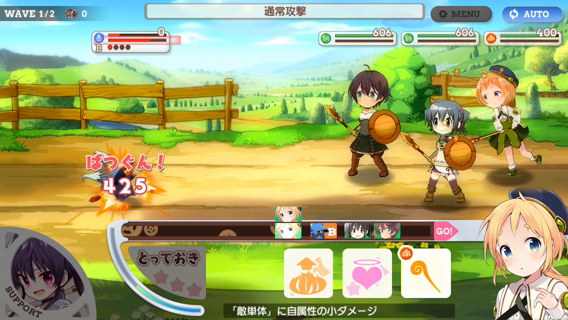 WAVE 1/2 0
通常攻撃
MENU
AUTO
0
606
606
400
ばつぐん!
425
B
GO!
とっておき
SUPPORT
「敵単体」に自属性の小ダメージ